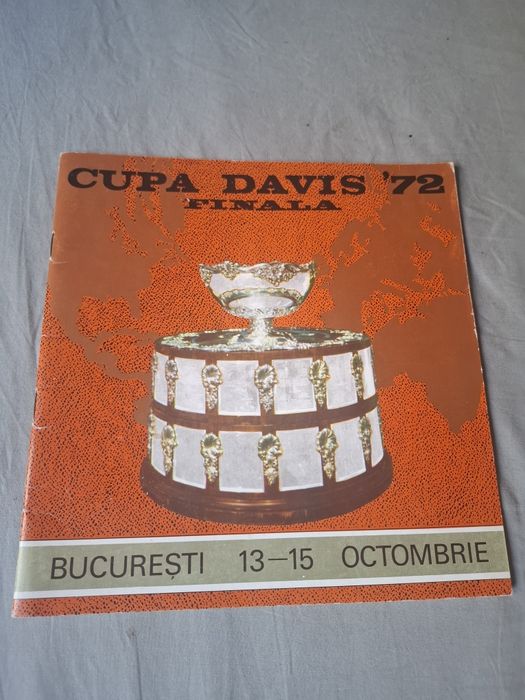 CUPA DAVIS '72
FINALA
BUCUREȘTI 13-15 OCTOMBRIE